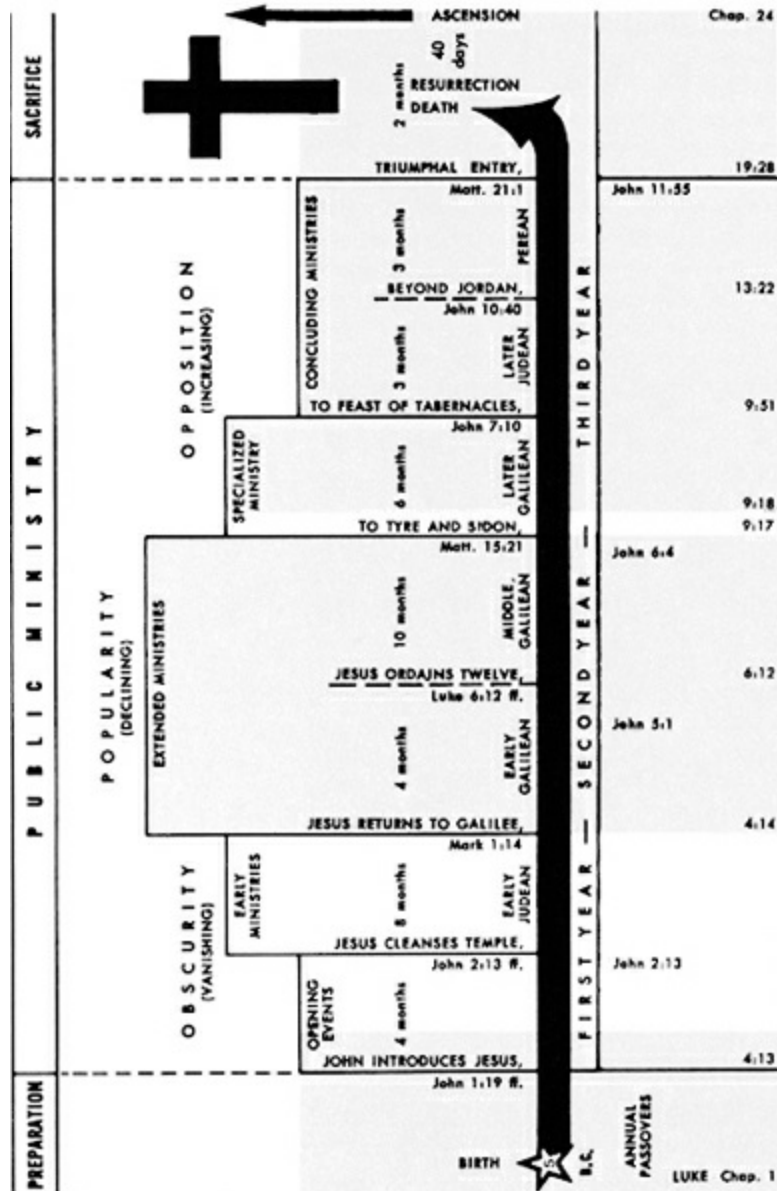 ASCENSION
Chap. 24
40 days
RESURRECTION
DEATH
2 months
SACRIFICE
TRIUMPHAL ENTRY,
19:28
Matt. 21:1
John 11:55
CONCLUDING MINISTRIES
3 months
PEREAN
BEYOND JORDAN,
13:22
John 10:40
OPPOSITION
(INCREASING)
3 months
LATER
JUDEAN
THIRD YEAR
TO FEAST OF TABERNACLES,
9:51
John 7:10
SPECIALIZED
MINISTRY
6 months
LATER
GALILEAN
9:18
TO TYRE AND SIDON,
9:17
Matt. 15:21
John 6:4
PUBLIC MINISTRY
POPULARITY
(DECLINING)
EXTENDED MINISTRIES
10 months
MIDDLE,
GALILEAN
JESUS ORDAINS TWELVE,
6:12
Luke 6:12 ff.
SECOND YEAR
John 5:1
4 months
EARLY
GALILEAN
JESUS RETURNS TO GALILEE,
4:14
Mark 1:14
OBSCURITY
(VANISHING)
EARLY
MINISTRIES
8 months
EARLY
JUDEAN
JESUS CLEANSES TEMPLE,
John 2:13 ff.
John 2:13
FIRST YEAR
OPENING
EVENTS
4 months
JOHN INTRODUCES JESUS,
4:13
John 1:19 ff.
PREPARATION
BIRTH
5
B.C.
ANNUAL
PASSOVERS
LUKE Chap. 1